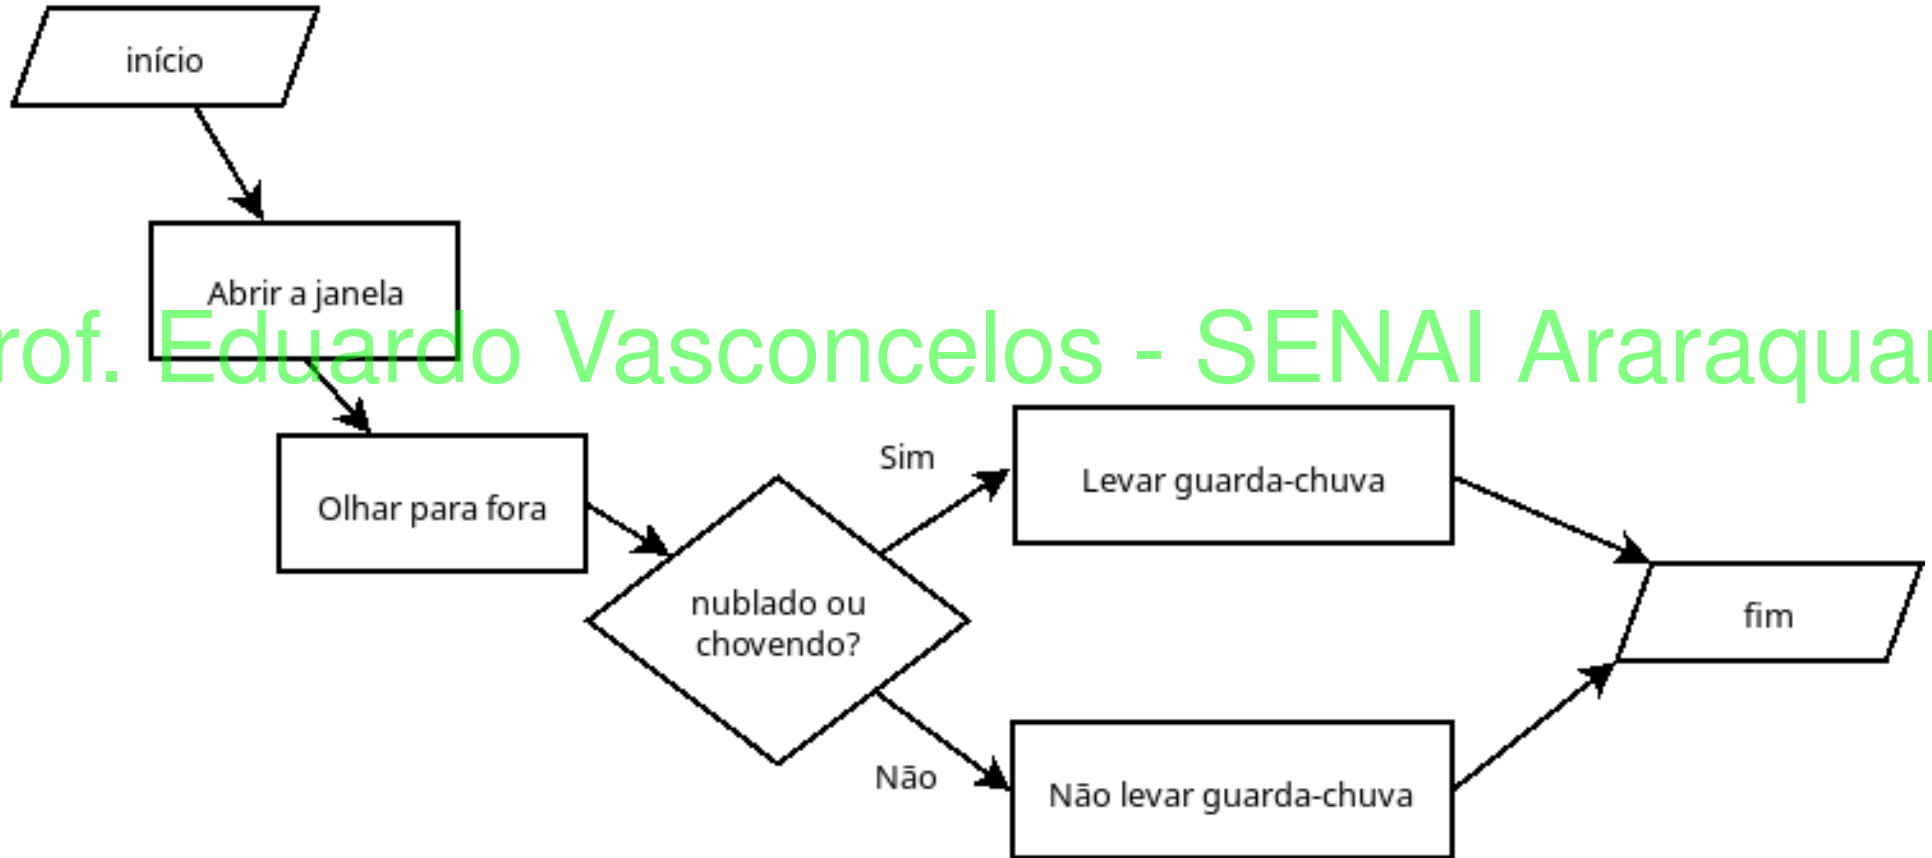 início
Abrir a janela
rof. Eduardo Vasconcelos - SENAI Araraquar
Sim
Levar guarda-chuva
Olhar para fora
nublado ou
chovendo?
fim
Não
Não levar guarda-chuva